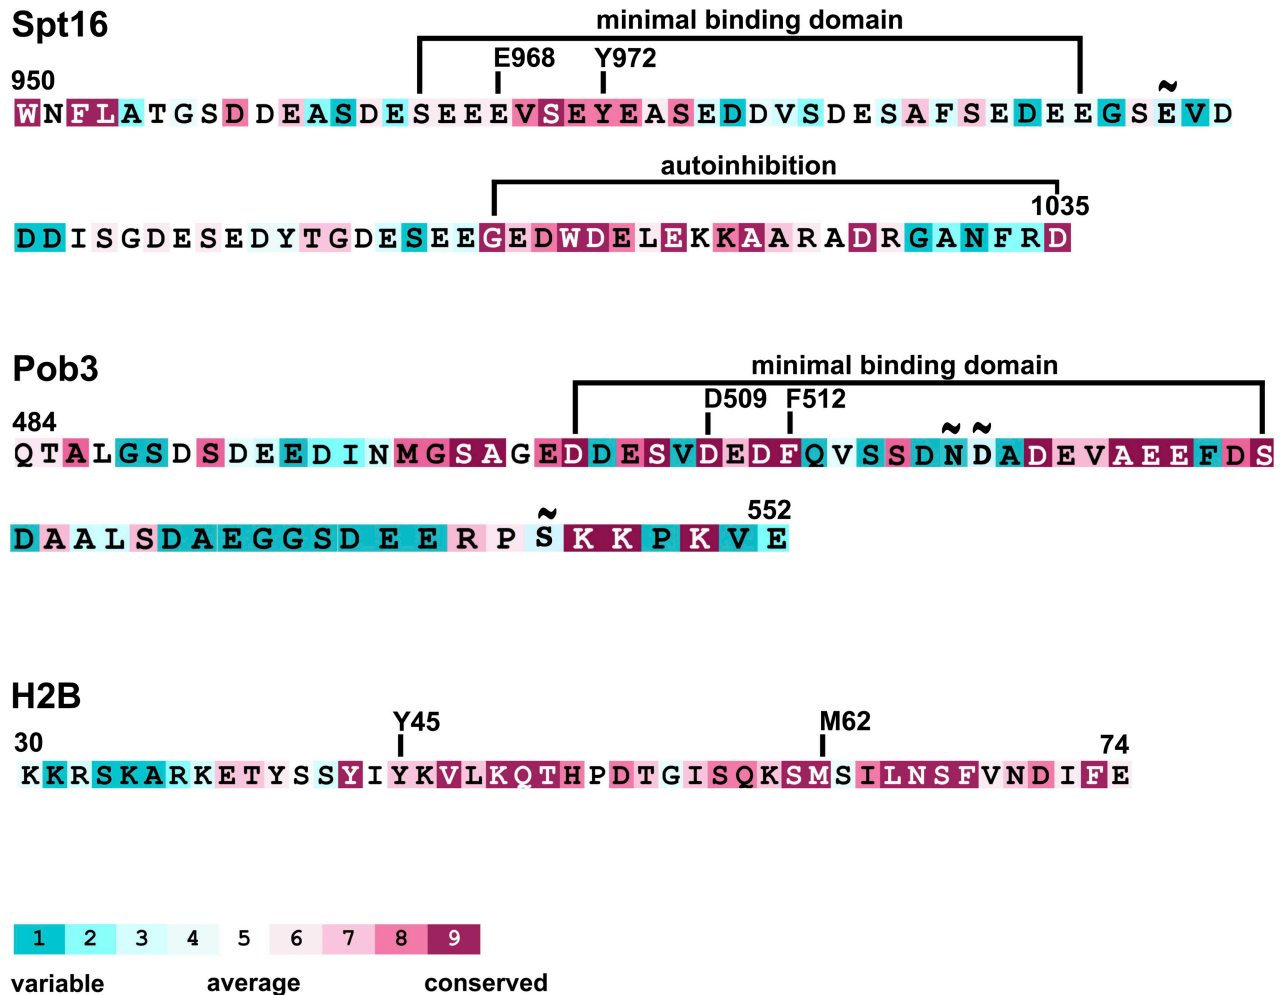 Spt16
minimal binding domain
E968 Y972
950
~
WNFLATGSDDEASDESEEEVSEYEASEDDVSDESAFSEDEEGSEVD
autoinhibition
1035
DDISGDESEDYTGDESEEGEDWDELEKKAARADRGANFRD
Pob3
minimal binding domain
D509 F512
484
~ ~
QTALGSDSDEEDINMGSAGEDDESVDEDFQVSSDNDADEVAEEFDS
~ 552
DAALSDAEGGSDEERPSKKPKVE
H2B
Y45 M62
30 74
KKRSKARKETYSSYIYKVLKQTHPDTGISQKSMSILNSFVNDIFE
1 2 3 4 5 6 7 8 9
variable average conserved